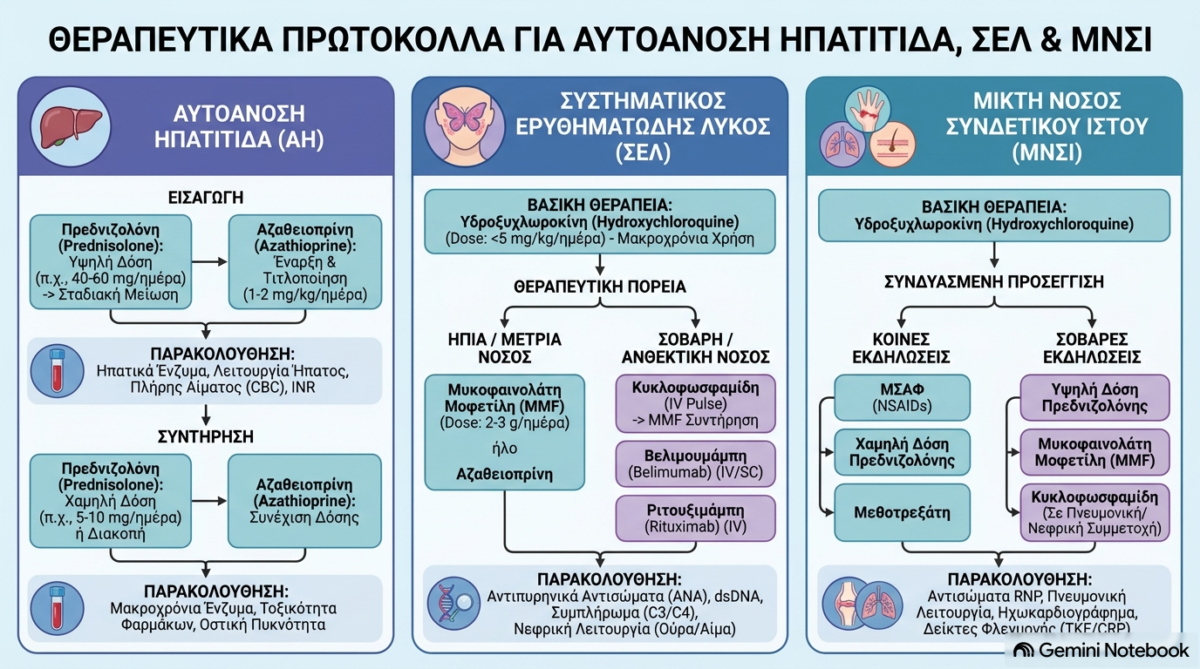 ΘΕΡΑΠΕΥΤΙΚΑ ΠΡΩΤΟΚΟΛΛΑ ΓΙΑ ΑΥΤΟΑΝΟΣΗ ΗΠΑΤΙΤΙΔΑ, ΣΕΛ & ΜΝΣΙ
ΑΥΤΟΑΝΟΣΗ
ΗΠΑΤΙΤΙΔΑ (ΑΗ)
ΕΙΣΑΓΩΓΗ
Πρεδνιζολόνη
(Prednisolone):
Υψηλή Δόση
(π.χ., 40-60 mg/ημέρα)
-> Σταδιακή Μείωση
Αζαθειοπρίνη
(Azathioprine):
Έναρξη &
Τιτλοποίηση
(1-2 mg/kg/ημέρα)
ΠΑΡΑΚΟΛΟΥΘΗΣΗ:
Ηπατικά Ένζυμα, Λειτουργία Ήπατος,
Πλήρης Αίματος (CBC), INR
ΣΥΝΤΗΡΗΣΗ
Πρεδνιζολόνη
(Prednisolone):
Χαμηλή Δόση
(π.χ., 5-10 mg/ημέρα)
ή Διακοπή
Αζαθειοπρίνη
(Azathioprine):
Συνέχιση Δόσης
ΠΑΡΑΚΟΛΟΥΘΗΣΗ:
Μακροχρόνια Ένζυμα, Τοξικότητα
Φαρμάκων, Οστική Πυκνότητα
ΣΥΣΤΗΜΑΤΙΚΟΣ
ΕΡΥΘΗΜΑΤΩΔΗΣ ΛΥΚΟΣ
(ΣΕΛ)
ΒΑΣΙΚΗ ΘΕΡΑΠΕΙΑ:
Υδροξυχλωροκίνη (Hydroxychloroquine)
(Dose: <5 mg/kg/ημέρα) - Μακροχρόνια Χρήση
ΘΕΡΑΠΕΥΤΙΚΗ ΠΟΡΕΙΑ
ΗΠΙΑ / ΜΕΤΡΙΑ
ΝΟΣΟΣ
Μυκοφαινολάτη
Μοφετίλη (MMF)
(Dose: 2-3 g/ημέρα)
ήλο
Αζαθειοπρίνη
ΣΟΒΑΡΗ /
ΑΝΘΕΚΤΙΚΗ ΝΟΣΟΣ
Κυκλοφωσφαμίδη
(IV Pulse)
-> MMF Συντήρηση
Βελιμουμάμπη
(Belimumab) (IV/SC)
Ριτουξιμάμπη
(Rituximab) (IV)
ΠΑΡΑΚΟΛΟΥΘΗΣΗ:
Αντιπυρηνικά Αντισώματα (ANA), dsDNA,
Συμπλήρωμα (C3/C4),
Νεφρική Λειτουργία (Ούρα/Αίμα)
ΜΙΚΤΗ ΝΟΣΟΣ
ΣΥΝΔΕΤΙΚΟΥ ΙΣΤΟΥ
(ΜΝΣΙ)
ΒΑΣΙΚΗ ΘΕΡΑΠΕΙΑ:
Υδροξυχλωροκίνη (Hydroxychloroquine)
ΣΥΝΔΥΑΣΜΕΝΗ ΠΡΟΣΕΓΓΙΣΗ
ΚΟΙΝΕΣ
ΕΚΔΗΛΩΣΕΙΣ
ΜΣΑΦ
(NSAIDs)
Χαμηλή Δόση
Πρεδνιζολόνης
Μεθοτρεξάτη
ΣΟΒΑΡΕΣ
ΕΚΔΗΛΩΣΕΙΣ
Υψηλή Δόση
Πρεδνιζολόνης
Μυκοφαινολάτη
Μοφετίλη (MMF)
Κυκλοφωσφαμίδη
(Σε Πνευμονική/
Νεφρική Συμμετοχή)
ΠΑΡΑΚΟΛΟΥΘΗΣΗ:
Αντισώματα RNP, Πνευμονική
Λειτουργία, Ηχωκαρδιογράφημα,
Δείκτες Φλεγμονής (ΤΚΕ/CRP)
Gemini Notebook